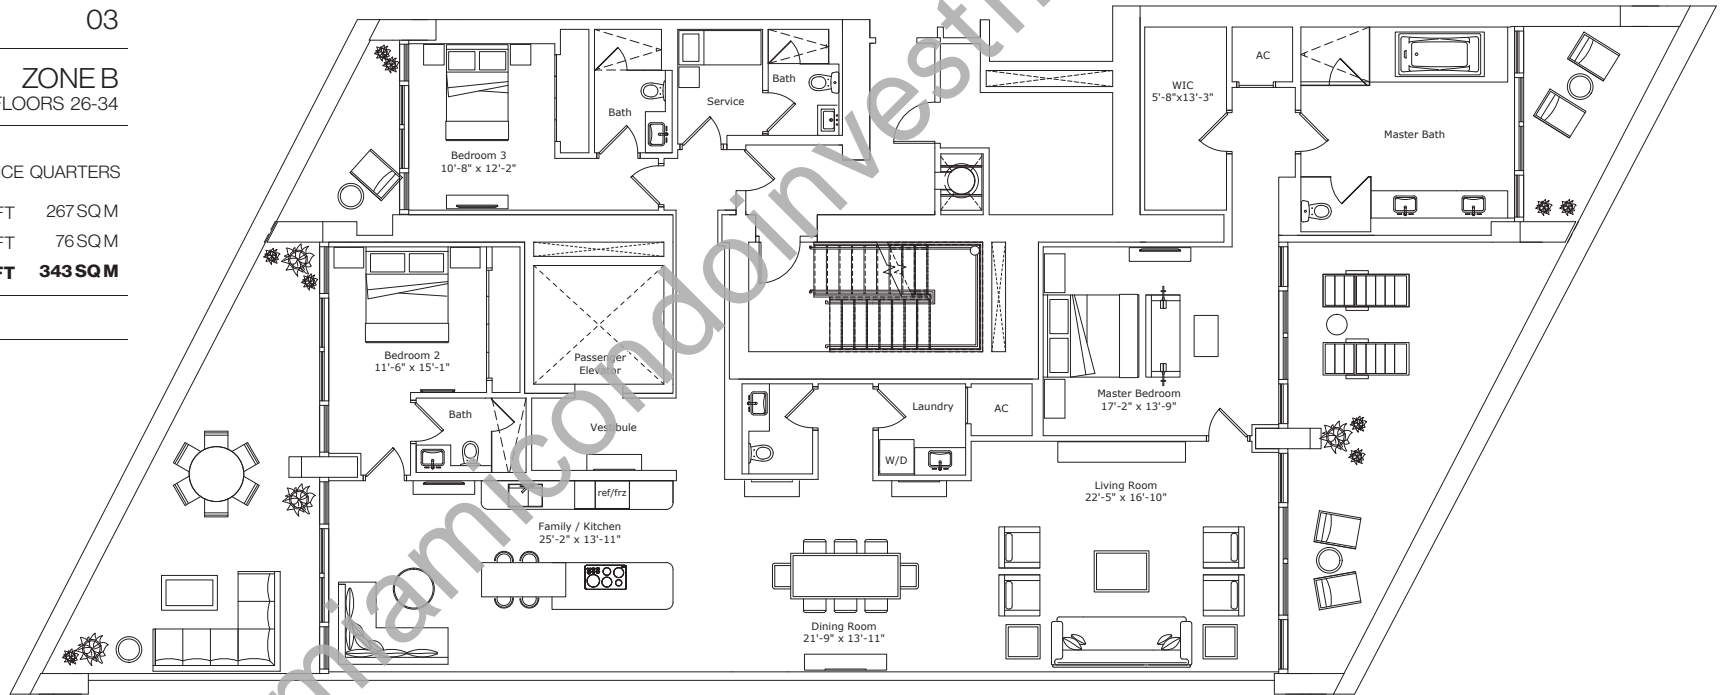 03
ZONE B
FLOORS 26-34
ICE QUARTERS
FT 267 SQ M
FT 76 SQ M
FT 343 SQ M
Bedroom 3
10'-8" x 12'-2"
Bath
Service
Bath
WIC
5'-8"x13'-3"
AC
Master Bath
Bedroom 2
11'-6" x 15'-1"
Passenger
Elevator
Vestibule
Bath
Master Bedroom
17'-2" x 13'-9"
Laundry
AC
W/D
ref/frz
Family / Kitchen
25'-2" x 13'-11"
Living Room
22'-5" x 16'-10"
Dining Room
21'-9" x 13'-11"
miamicondoinvestm